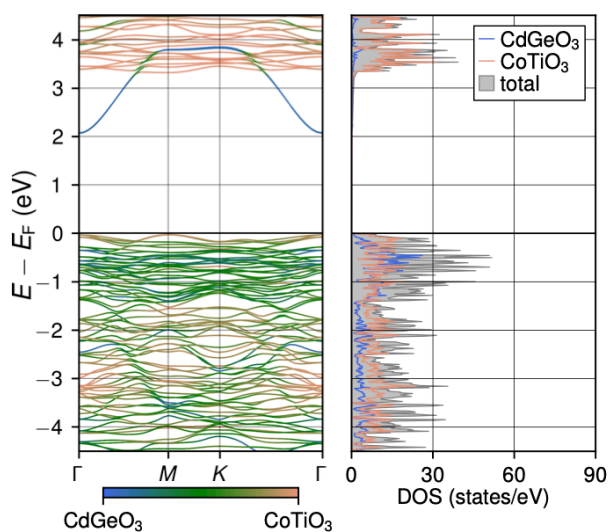 E − E_F (eV)
4
3
2
1
0
−1
−2
−3
−4
Γ M K Γ
CdGeO₃ CoTiO₃
CdGeO₃
CoTiO₃
total
0 30 60 90
DOS (states/eV)